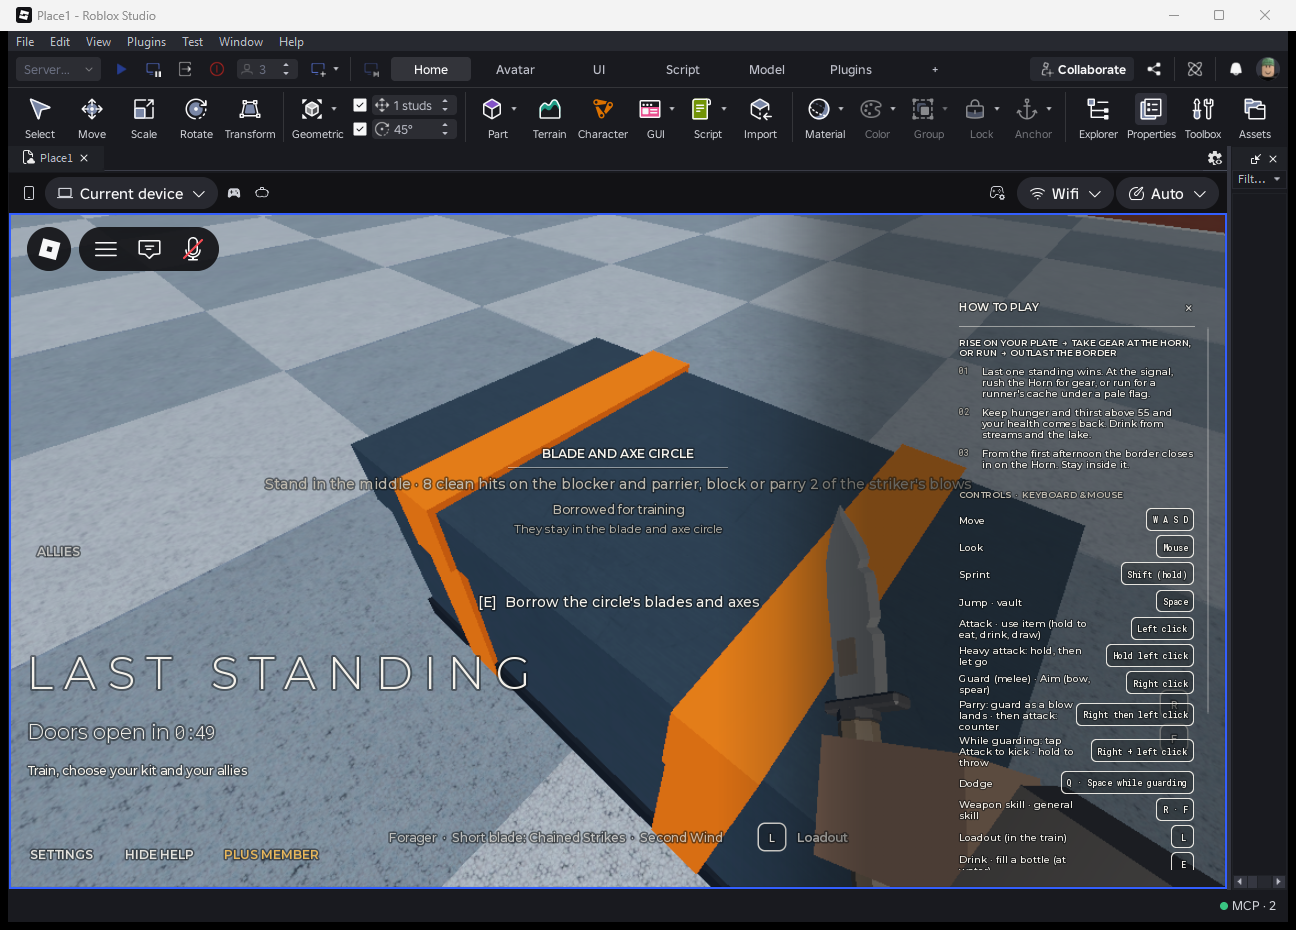 Place1 - Roblox Studio
File Edit View Plugins Test Window Help
Server... 3 Home Avatar UI Script Model Plugins + Collaborate
1 studs
45°
Select Move Scale Rotate Transform Geometric Part Terrain Character GUI Script Import Material Color Group Lock Anchor Explorer Properties Toolbox Assets
Place1
Filt...
Current device Wifi Auto
HOW TO PLAY ×
RISE ON YOUR PLATE → TAKE GEAR AT THE HORN,
OR RUN → OUTLAST THE BORDER
01 Last one standing wins. At the signal,
rush the Horn for gear, or run for a
runner's cache under a pale flag.
02 Keep hunger and thirst above 55 and
your health comes back. Drink from
streams and the lake.
03 From the first afternoon the border closes
in on the Horn. Stay inside it.
CONTROLS · KEYBOARD & MOUSE
Move W A S D
Look Mouse
Sprint Shift (hold)
Jump · vault Space
Attack · use item (hold to
eat, drink, draw) Left click
Heavy attack: hold, then
let go Hold left click
Guard (melee) · Aim (bow,
spear) Right click
Parry: guard as a blow
lands · then attack:
counter Right then left click
While guarding: tap
Attack to kick · hold to
throw Right + left click
Dodge Q · Space while guarding
Weapon skill · general
skill R · F
Loadout (in the train) L
Drink · fill a bottle (at
water) E
R
F
BLADE AND AXE CIRCLE
Stand in the middle · 8 clean hits on the blocker and parrier, block or parry 2 of the striker's blows
Borrowed for training
They stay in the blade and axe circle
[E] Borrow the circle's blades and axes
ALLIES
LAST STANDING
Doors open in 0:49
Train, choose your kit and your allies
Forager · Short blade: Chained Strikes · Second Wind L Loadout
SETTINGS HIDE HELP PLUS MEMBER
MCP · 2